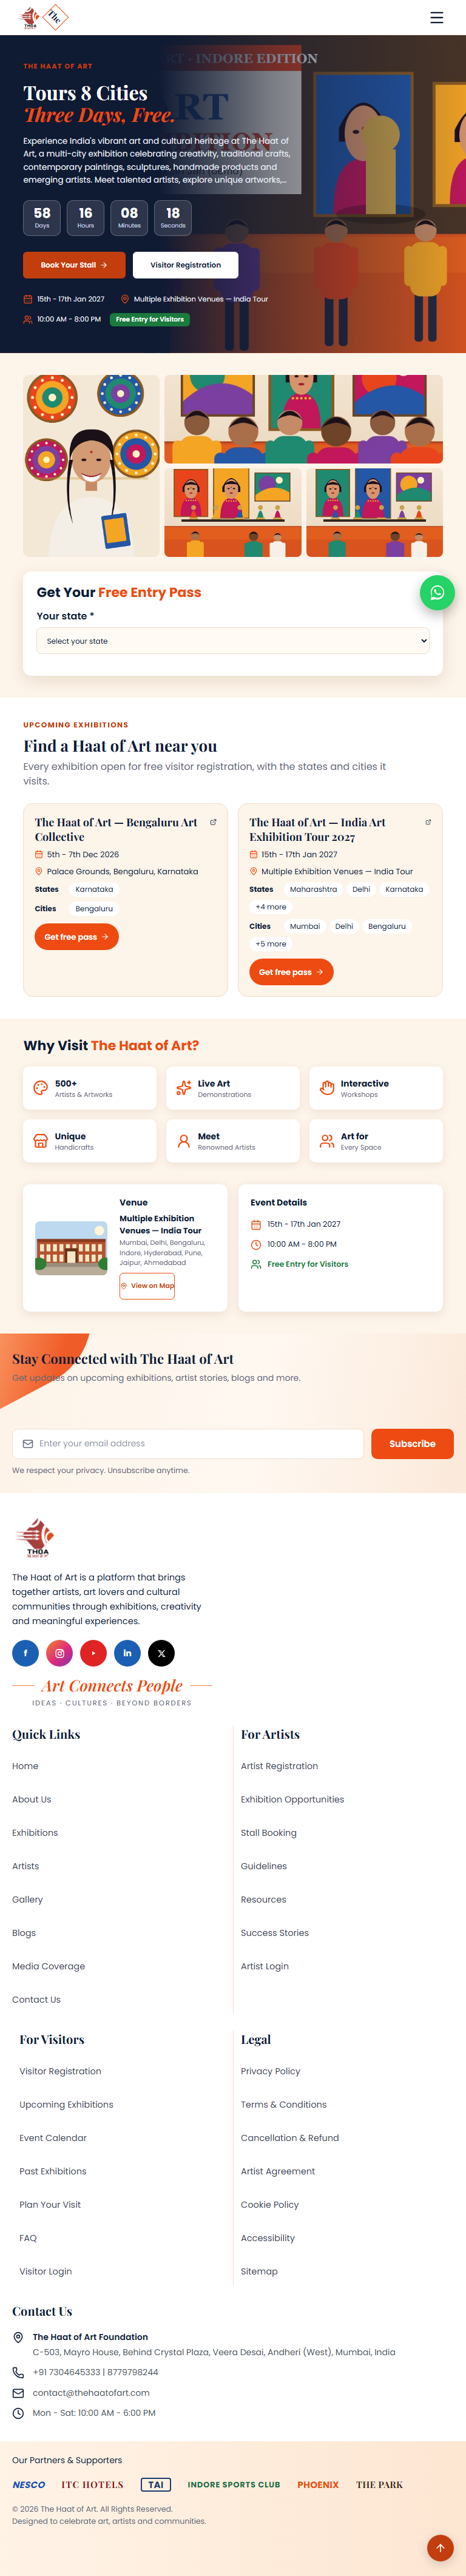 The
THE HAAT OF ART
Tours 8 Cities
Three Days, Free.
RT · INDORE EDITION
RT
DITION
Experience India's vibrant art and cultural heritage at The Haat of
Art, a multi-city exhibition celebrating creativity, traditional crafts,
contemporary paintings, sculptures, handmade products and
emerging artists. Meet talented artists, explore unique artworks,...
58 16 08 18
Days Hours Minutes Seconds
Book Your Stall → Visitor Registration
15th - 17th Jan 2027 Multiple Exhibition Venues — India Tour
10:00 AM - 8:00 PM Free Entry for Visitors
Get Your Free Entry Pass
Your state *
Select your state
UPCOMING EXHIBITIONS
Find a Haat of Art near you
Every exhibition open for free visitor registration, with the states and cities it
visits.
The Haat of Art — Bengaluru Art
Collective
5th - 7th Dec 2026
Palace Grounds, Bengaluru, Karnataka
States Karnataka
Cities Bengaluru
Get free pass →
The Haat of Art — India Art
Exhibition Tour 2027
15th - 17th Jan 2027
Multiple Exhibition Venues — India Tour
States Maharashtra Delhi Karnataka
+4 more
Cities Mumbai Delhi Bengaluru
+5 more
Get free pass →
Why Visit The Haat of Art?
500+
Artists & Artworks
Live Art
Demonstrations
Interactive
Workshops
Unique
Handicrafts
Meet
Renowned Artists
Art for
Every Space
Venue
Multiple Exhibition
Venues — India Tour
Mumbai, Delhi, Bengaluru,
Indore, Hyderabad, Pune,
Jaipur, Ahmedabad
View on Map
Event Details
15th - 17th Jan 2027
10:00 AM - 8:00 PM
Free Entry for Visitors
Stay Connected with The Haat of Art
Get updates on upcoming exhibitions, artist stories, blogs and more.
Enter your email address
Subscribe
We respect your privacy. Unsubscribe anytime.
THOA
The Haat of Art is a platform that brings
together artists, art lovers and cultural
communities through exhibitions, creativity
and meaningful experiences.
Art Connects People
IDEAS · CULTURES · BEYOND BORDERS
Quick Links
Home
About Us
Exhibitions
Artists
Gallery
Blogs
Media Coverage
Contact Us
For Artists
Artist Registration
Exhibition Opportunities
Stall Booking
Guidelines
Resources
Success Stories
Artist Login
For Visitors
Visitor Registration
Upcoming Exhibitions
Event Calendar
Past Exhibitions
Plan Your Visit
FAQ
Visitor Login
Legal
Privacy Policy
Terms & Conditions
Cancellation & Refund
Artist Agreement
Cookie Policy
Accessibility
Sitemap
Contact Us
The Haat of Art Foundation
C-503, Mayro House, Behind Crystal Plaza, Veera Desai, Andheri (West), Mumbai, India
+91 7304645333 | 8779798244
contact@thehaatofart.com
Mon - Sat: 10:00 AM - 6:00 PM
Our Partners & Supporters
NESCO ITC HOTELS TAI INDORE SPORTS CLUB PHOENIX THE PARK
© 2026 The Haat of Art. All Rights Reserved.
Designed to celebrate art, artists and communities.